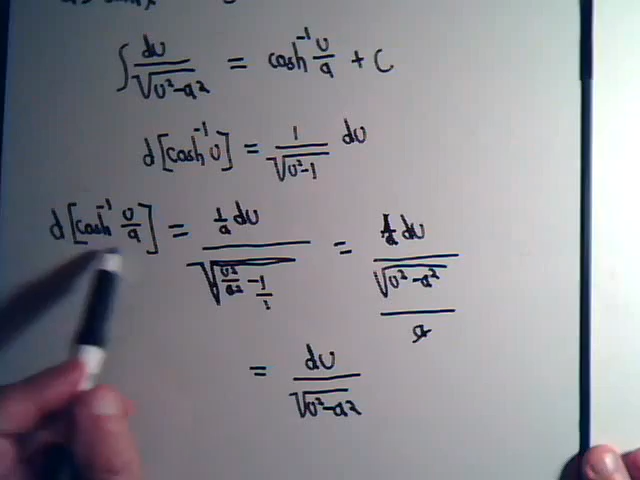 ∫ du/√(u²-a²) = cosh⁻¹ u/a + C
d[cosh⁻¹ u] = 1/√(u²-1) du
d[cosh⁻¹ u/a] = (1/a du)/√(u²/a² - 1/1) = (1/a du)/(√(u²-a²)/a)
= du/√(u²-a²)